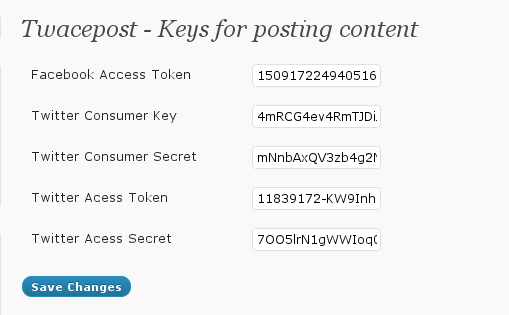 Twacepost - Keys for posting content
Facebook Access Token 150917224940516
Twitter Consumer Key 4mRCG4ev4RmTJDi
Twitter Consumer Secret mNnbAxQV3zb4g2N
Twitter Acess Token 11839172-KW9Inh
Twitter Acess Secret 7OO5lrN1gWWIoq
Save Changes